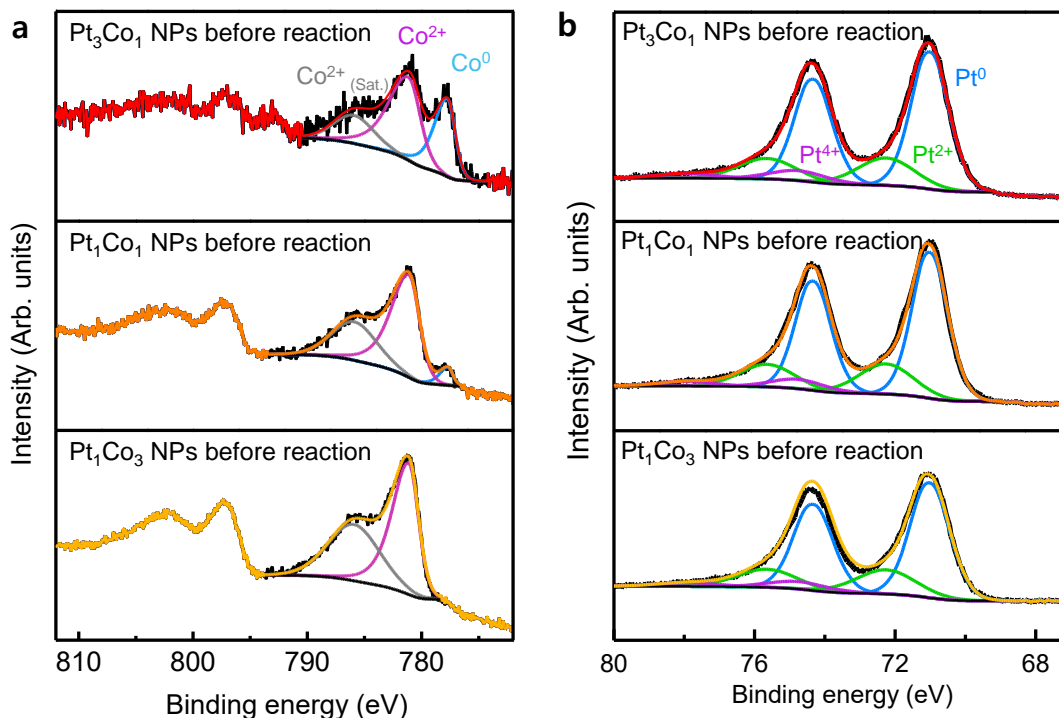 a
Pt₃Co₁ NPs before reaction
Co²⁺
Co⁰
Co²⁺ (Sat.)
Pt₁Co₁ NPs before reaction
Pt₁Co₃ NPs before reaction
Intensity (Arb. units)
810 800 790 780
Binding energy (eV)
b
Pt₃Co₁ NPs before reaction
Pt⁰
Pt⁴⁺
Pt²⁺
Pt₁Co₁ NPs before reaction
Pt₁Co₃ NPs before reaction
Intensity (Arb. units)
80 76 72 68
Binding energy (eV)